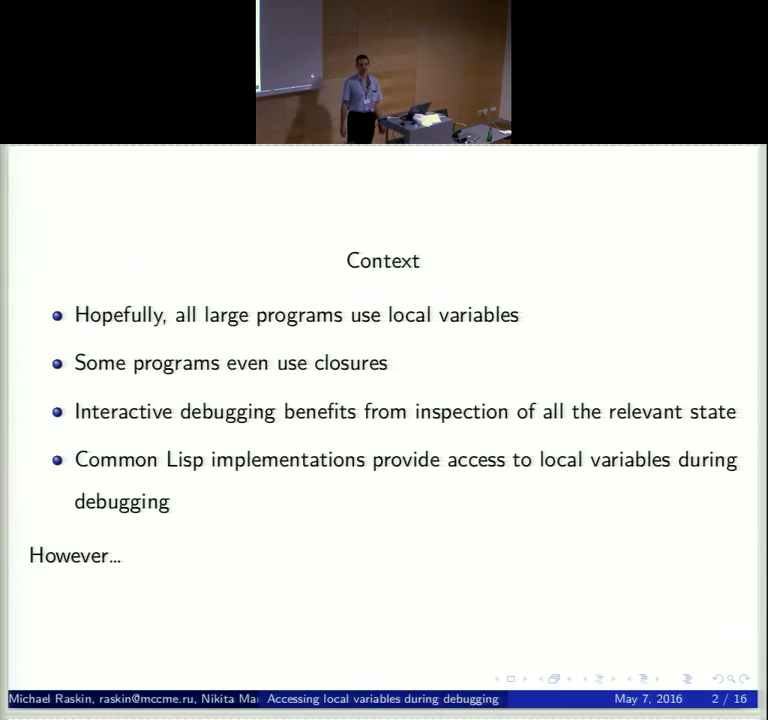 Context
Hopefully, all large programs use local variables
Some programs even use closures
Interactive debugging benefits from inspection of all the relevant state
Common Lisp implementations provide access to local variables during
debugging
However...
Michael Raskin, raskin@mccme.ru, Nikita Ma Accessing local variables during debugging May 7, 2016 2 / 16